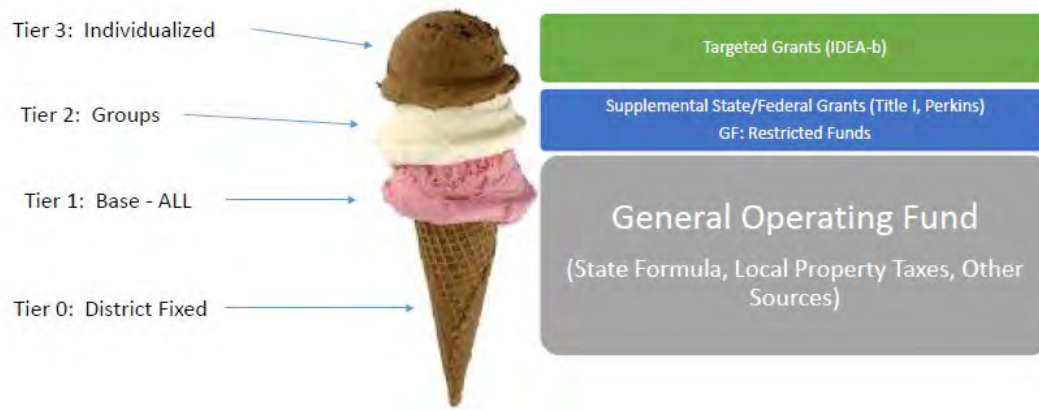 Tier 3: Individualized
Targeted Grants (IDEA-b)
Tier 2: Groups
Supplemental State/Federal Grants (Title I, Perkins)
GF: Restricted Funds
Tier 1: Base - ALL
General Operating Fund
(State Formula, Local Property Taxes, Other
Sources)
Tier 0: District Fixed